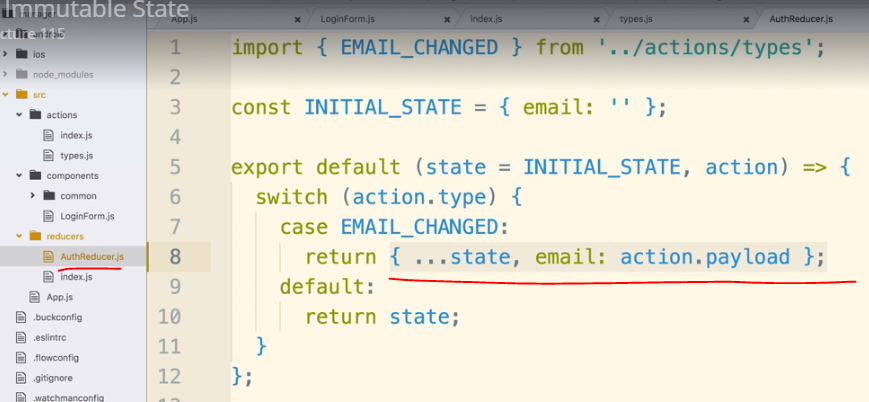 Immutable State
cture 115
App.js
LoginForm.js
index.js
types.js
AuthReducer.js
ios
node_modules
src
actions
index.js
types.js
components
common
LoginForm.js
reducers
AuthReducer.js
index.js
App.js
.buckconfig
.eslintrc
.flowconfig
.gitignore
.watchmanconfig
1 import { EMAIL_CHANGED } from '../actions/types';
2
3 const INITIAL_STATE = { email: '' };
4
5 export default (state = INITIAL_STATE, action) => {
6 switch (action.type) {
7 case EMAIL_CHANGED:
8 return { ...state, email: action.payload };
9 default:
10 return state;
11 }
12 };